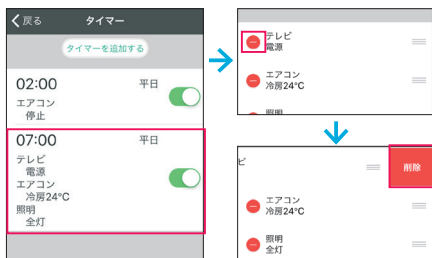 戻る タイマー
タイマーを追加する
02:00 平日
エアコン
停止
07:00 平日
テレビ
電源
エアコン
冷房24°C
照明
全灯
テレビ
電源
エアコン
冷房24°C
照明
ビ
削除
エアコン
冷房24°C
照明
全灯